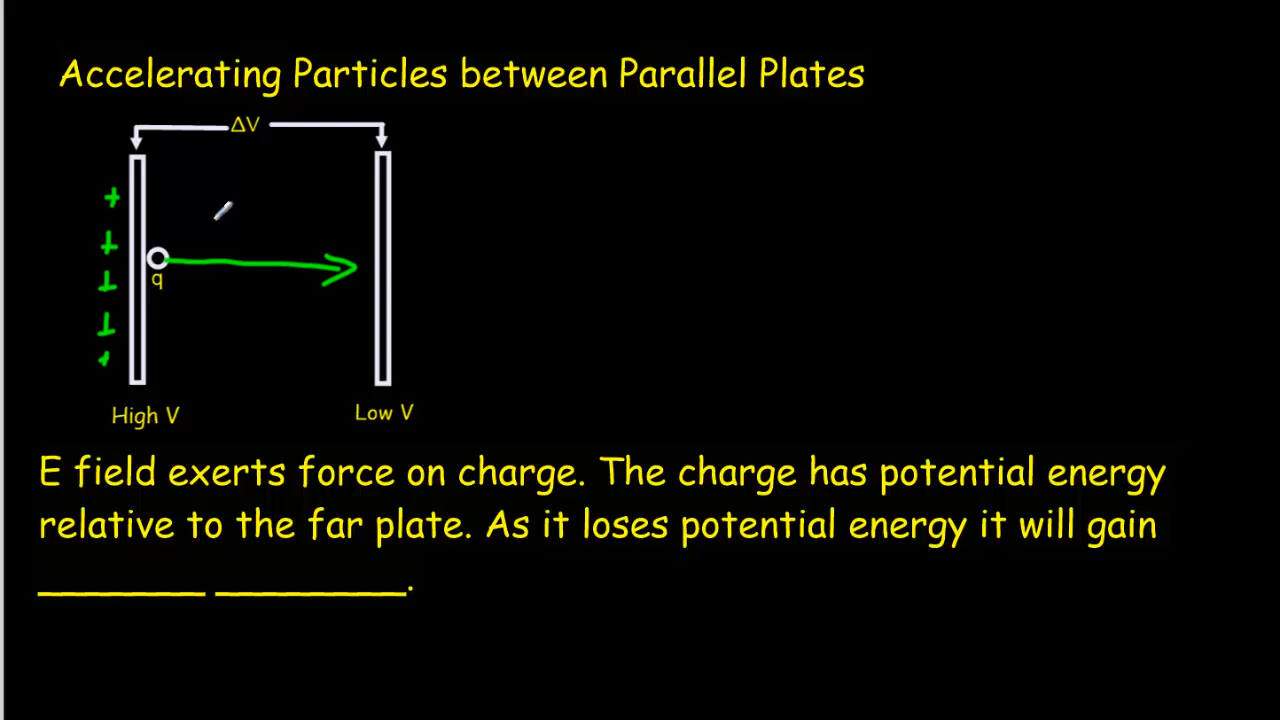 Accelerating Particles between Parallel Plates
ΔV
+
+
+
+
+
q
High V
Low V
E field exerts force on charge. The charge has potential energy
relative to the far plate. As it loses potential energy it will gain
_______ ________.